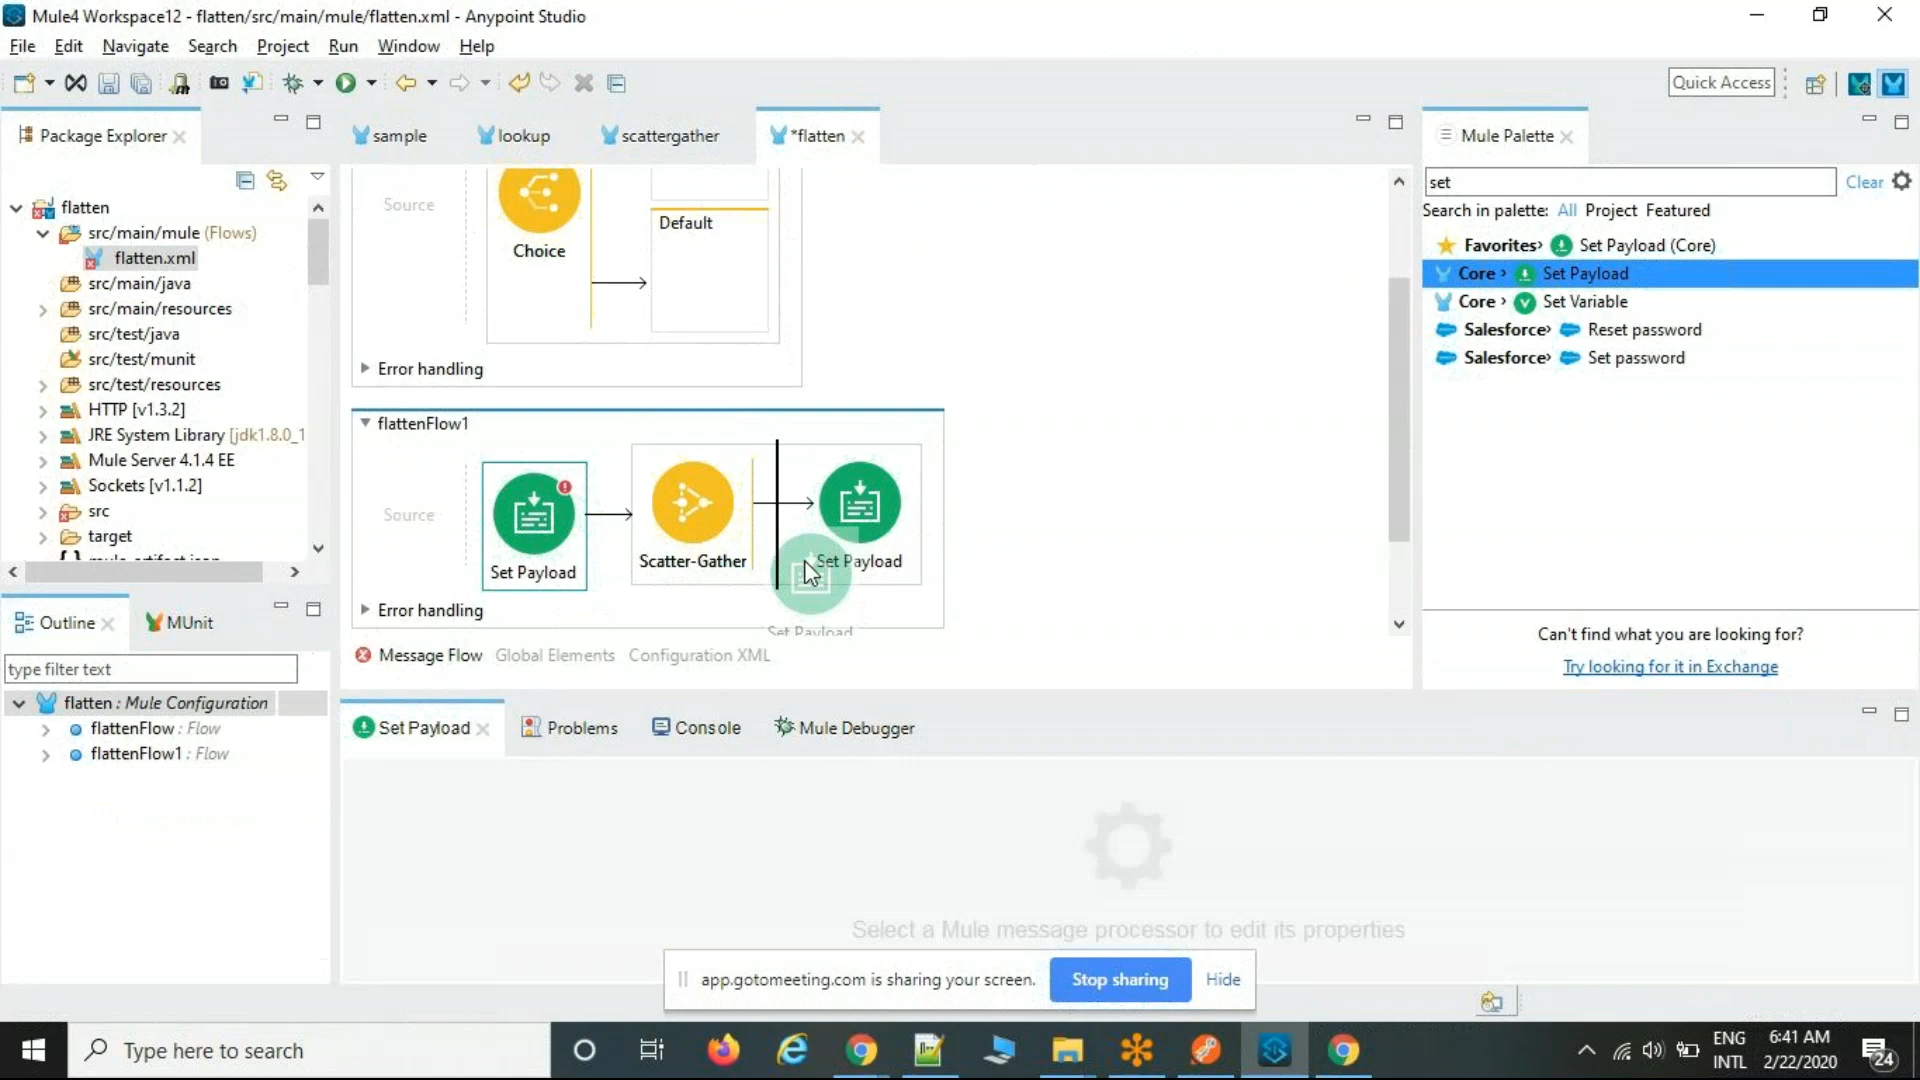 Mule4 Workspace12 - flatten/src/main/mule/flatten.xml - Anypoint Studio
File Edit Navigate Search Project Run Window Help
Quick Access
Package Explorer
sample
lookup
scattergather
*flatten
Mule Palette
set
Clear
Search in palette: All Project Featured
flatten
src/main/mule (Flows)
flatten.xml
src/main/java
src/main/resources
src/test/java
src/test/munit
src/test/resources
HTTP [v1.3.2]
JRE System Library [jdk1.8.0_1
Mule Server 4.1.4 EE
Sockets [v1.1.2]
src
target
Source
Choice
Default
Error handling
flattenFlow1
Source
Set Payload
Scatter-Gather
Set Payload
Set Payload
Error handling
Message Flow Global Elements Configuration XML
Favorites> Set Payload (Core)
Core > Set Payload
Core > Set Variable
Salesforce> Reset password
Salesforce> Set password
Can't find what you are looking for?
Try looking for it in Exchange
Outline
MUnit
type filter text
flatten : Mule Configuration
flattenFlow : Flow
flattenFlow1 : Flow
Set Payload
Problems
Console
Mule Debugger
Select a Mule message processor to edit its properties
app.gotomeeting.com is sharing your screen. Stop sharing Hide
Type here to search
ENG
INTL
6:41 AM
2/22/2020
24